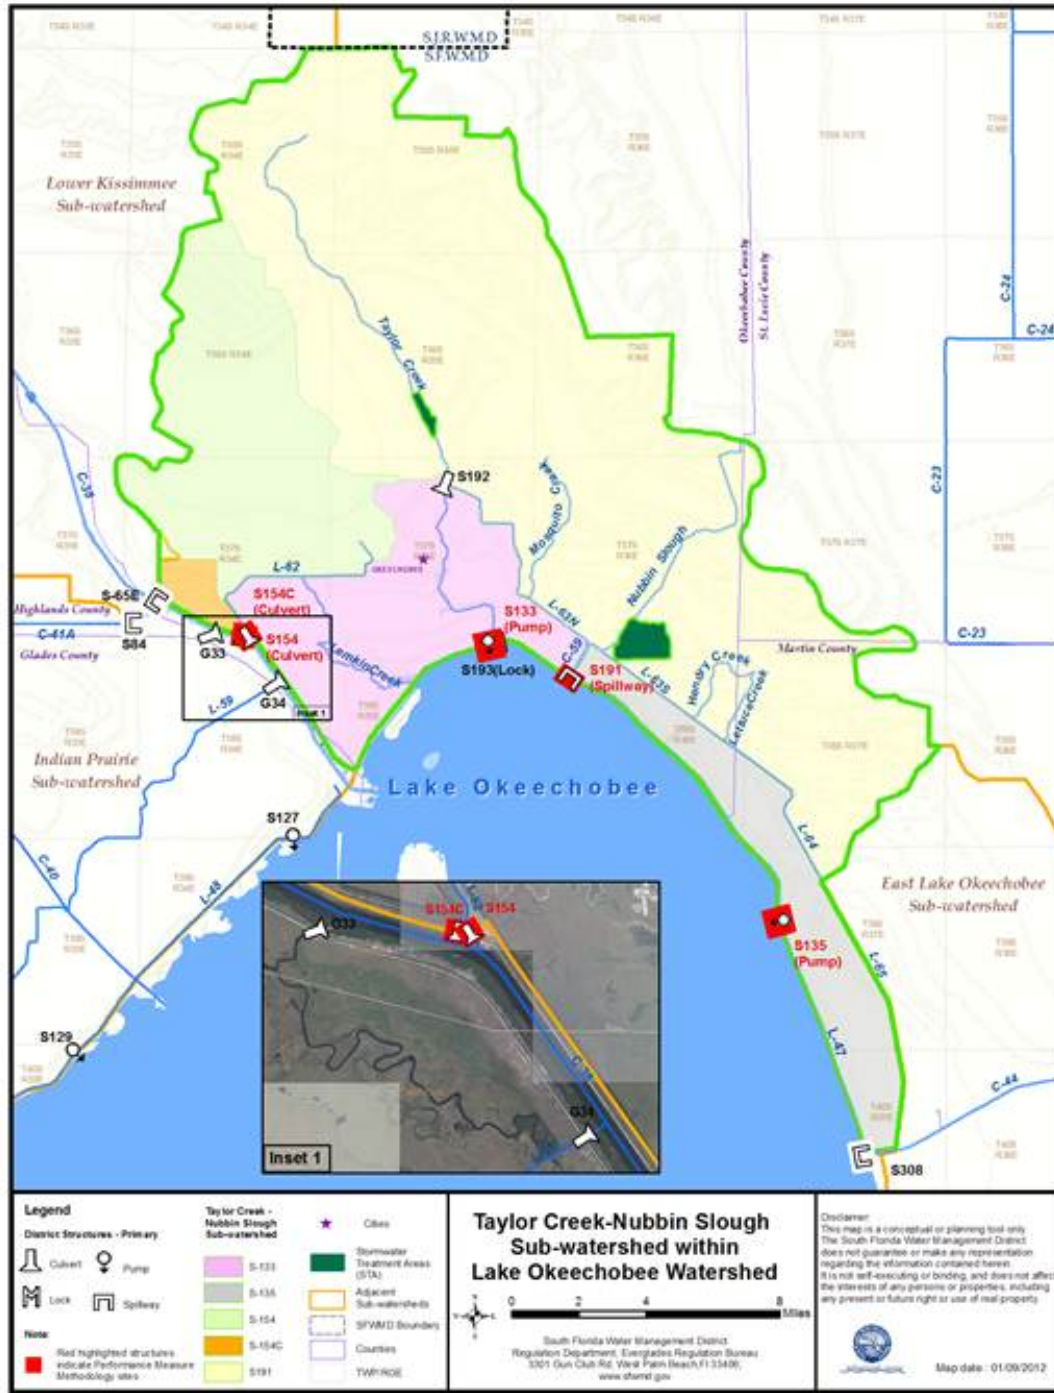 S.J.R.W.M.D
S.F.W.M.D
Lower Kissimmee
Sub-watershed
Okeechobee County
St. Lucie County
C-24
C-24
Taylor Creek
C-38
S192
Mosquito Creek
C-23
Nubbin Slough
OKEECHOBEE
L-62
S-65E
S154C
(Culvert)
S133
(Pump)
L-63N
Highlands County
C-41A
S84
Glades County
G33
S154
(Culvert)
LemkinCreek
S193(Lock)
C-59
S191
(Spillway)
L-63S
Martin County
C-23
Henry Creek
LettuceCreek
G34
L-59
Inset 1
Indian Prairie
Sub-watershed
Lake Okeechobee
S127
L-64
C-40
L-48
East Lake Okeechobee
Sub-watershed
S154C
S154
G33
S135
(Pump)
L-65
S129
L-47
C-44
G34
Inset 1
S308
Legend
District Structures - Primary
Culvert
Pump
Lock
Spillway
Note:
Red highlighted structures
indicate Performance Measure
Methodology sites
Taylor Creek -
Nubbin Slough
Sub-watershed
S-133
S-135
S-154
S-154C
S191
Cities
Stormwater
Treatment Areas
(STA)
Adjacent
Sub-watersheds
SFWMD Boundary
Counties
TWP/RGE
Taylor Creek-Nubbin Slough
Sub-watershed within
Lake Okeechobee Watershed
0 2 4 8
Miles
South Florida Water Management District
Regulation Department, Everglades Regulation Bureau
3301 Gun Club Rd, West Palm Beach,Fl 33406,
www.sfwmd.gov
Disclaimer:
This map is a conceptual or planning tool only.
The South Florida Water Management District
does not guarantee or make any representation
regarding the information contained herein.
It is not self-executing or binding, and does not affect
the interests of any persons or properties, including
any present or future right or use of real property.
Map date : 01/09/2012